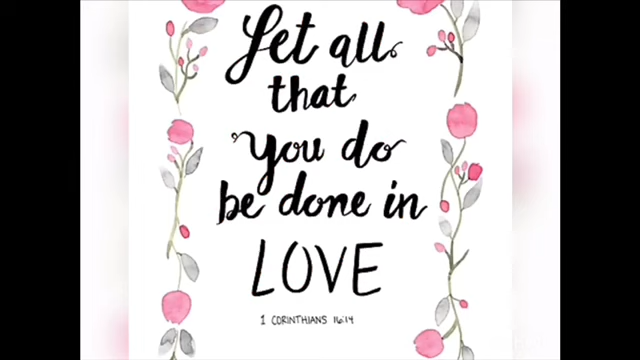 Let all
that
you do
be done in
LOVE
1 CORINTHIANS 16:14